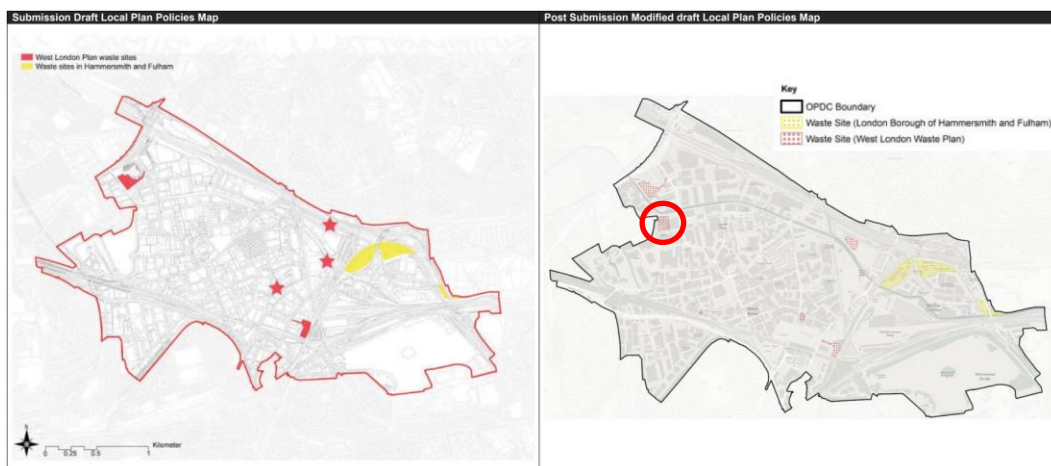 Submission Draft Local Plan Policies Map
West London Plan waste sites
Waste sites in Hammersmith and Fulham
N
Kilometer
0 0.25 0.5 1
Post Submission Modified draft Local Plan Policies Map
Key
OPDC Boundary
Waste Site (London Borough of Hammersmith and Fulham)
Waste Site (West London Waste Plan)